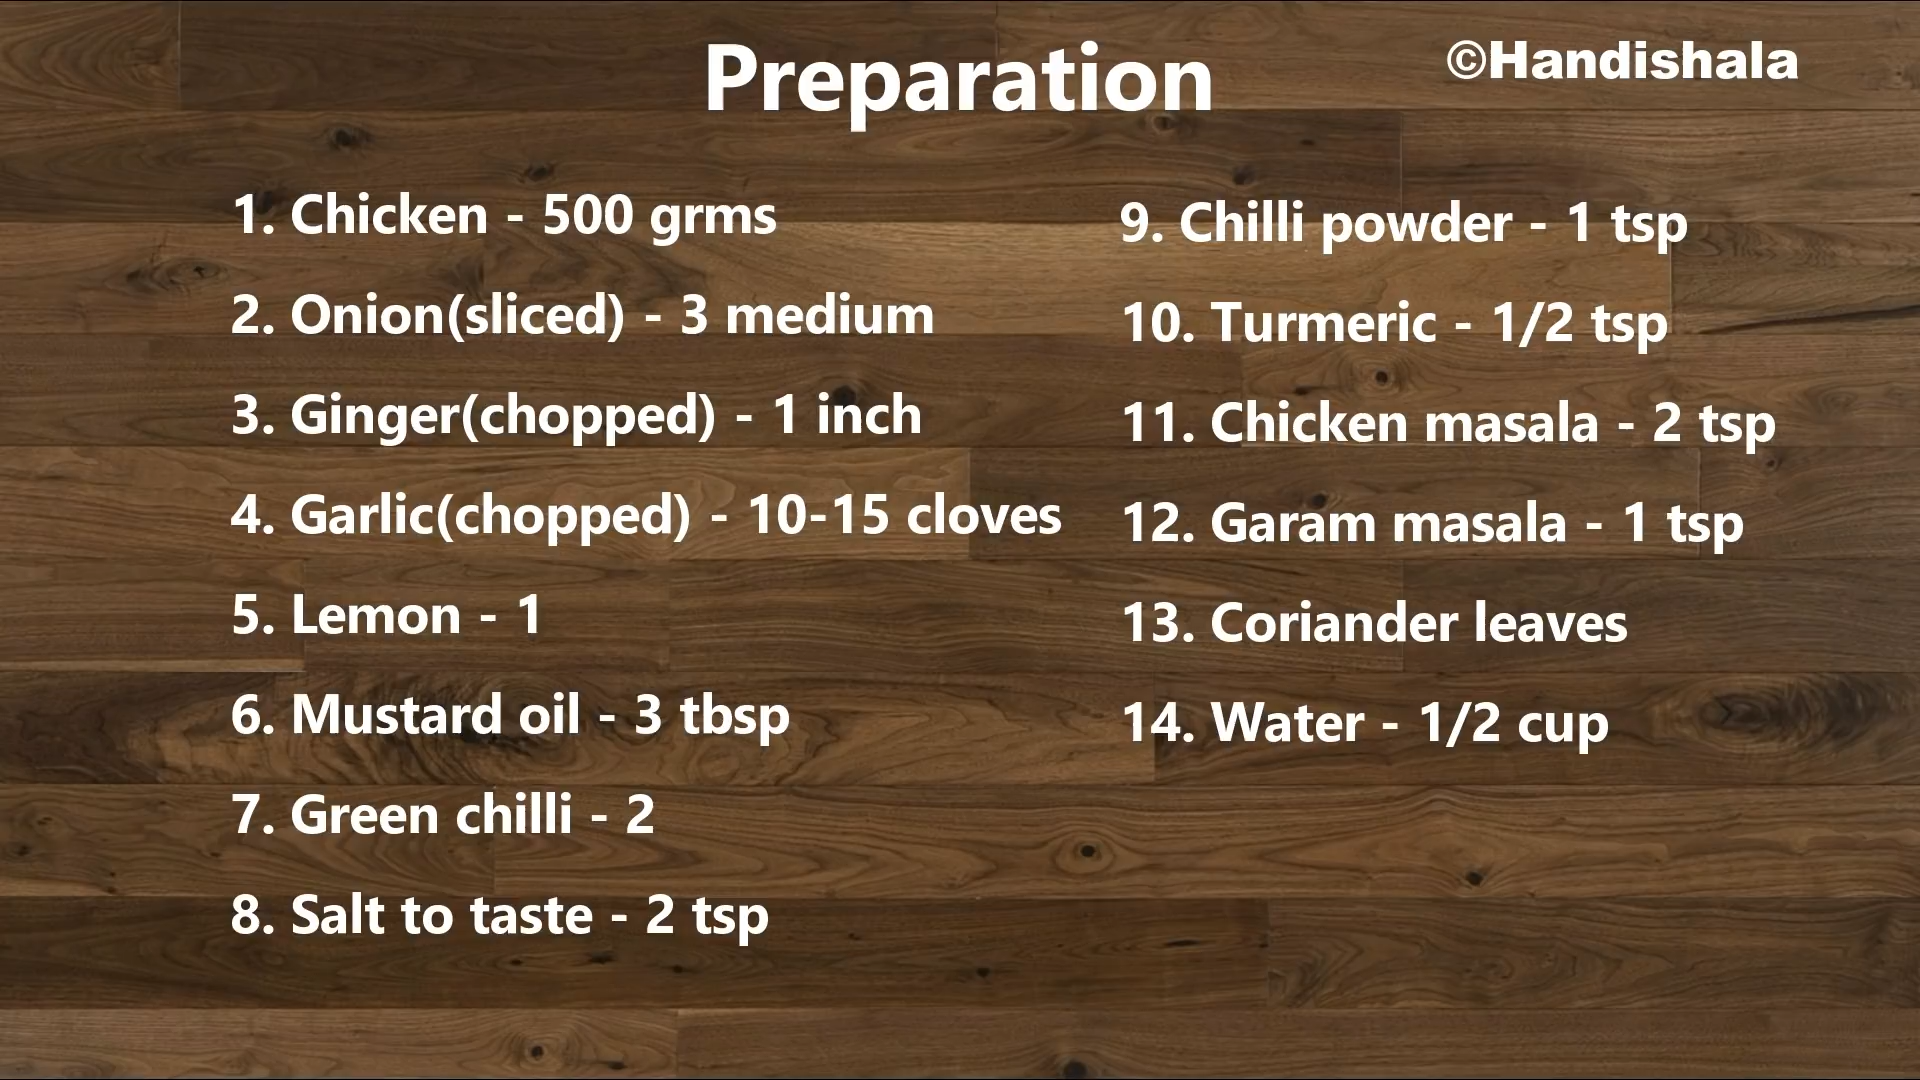 Preparation
©Handishala
1. Chicken - 500 grms
2. Onion(sliced) - 3 medium
3. Ginger(chopped) - 1 inch
4. Garlic(chopped) - 10-15 cloves
5. Lemon - 1
6. Mustard oil - 3 tbsp
7. Green chilli - 2
8. Salt to taste - 2 tsp
9. Chilli powder - 1 tsp
10. Turmeric - 1/2 tsp
11. Chicken masala - 2 tsp
12. Garam masala - 1 tsp
13. Coriander leaves
14. Water - 1/2 cup